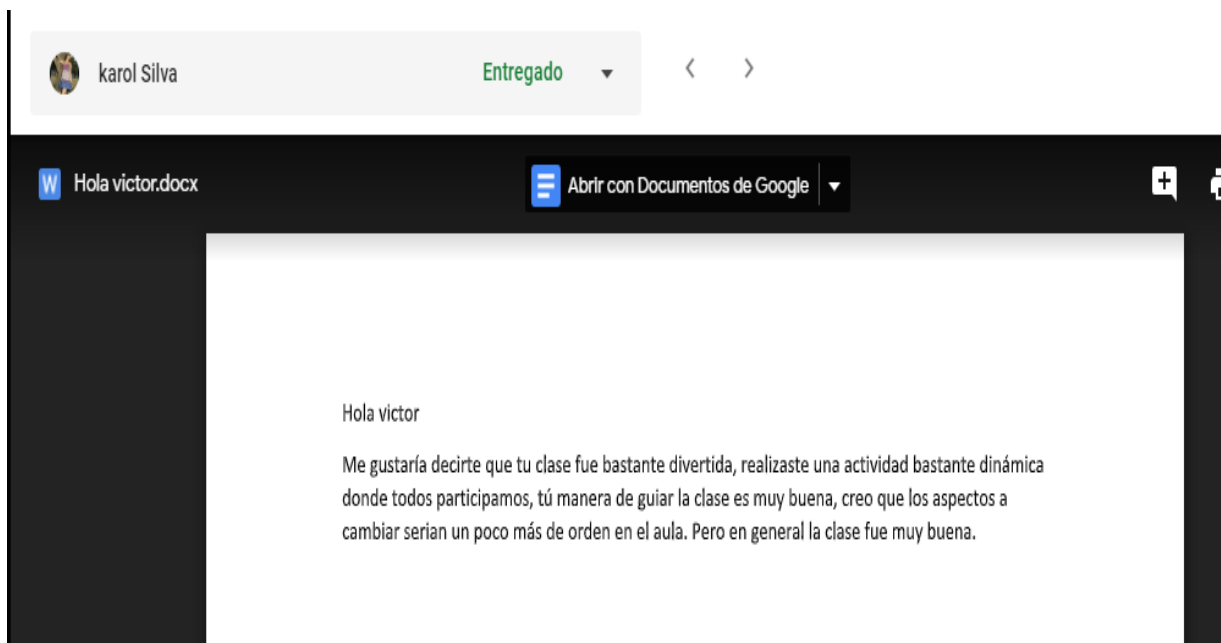 karol Silva
Entregado
Hola victor.docx
Abrir con Documentos de Google
Hola victor
Me gustaría decirte que tu clase fue bastante divertida, realizaste una actividad bastante dinámica
donde todos participamos, tú manera de guiar la clase es muy buena, creo que los aspectos a
cambiar serian un poco más de orden en el aula. Pero en general la clase fue muy buena.